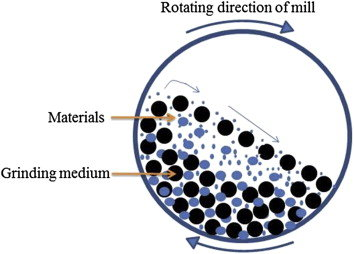 Rotating direction of mill
Materials
Grinding medium